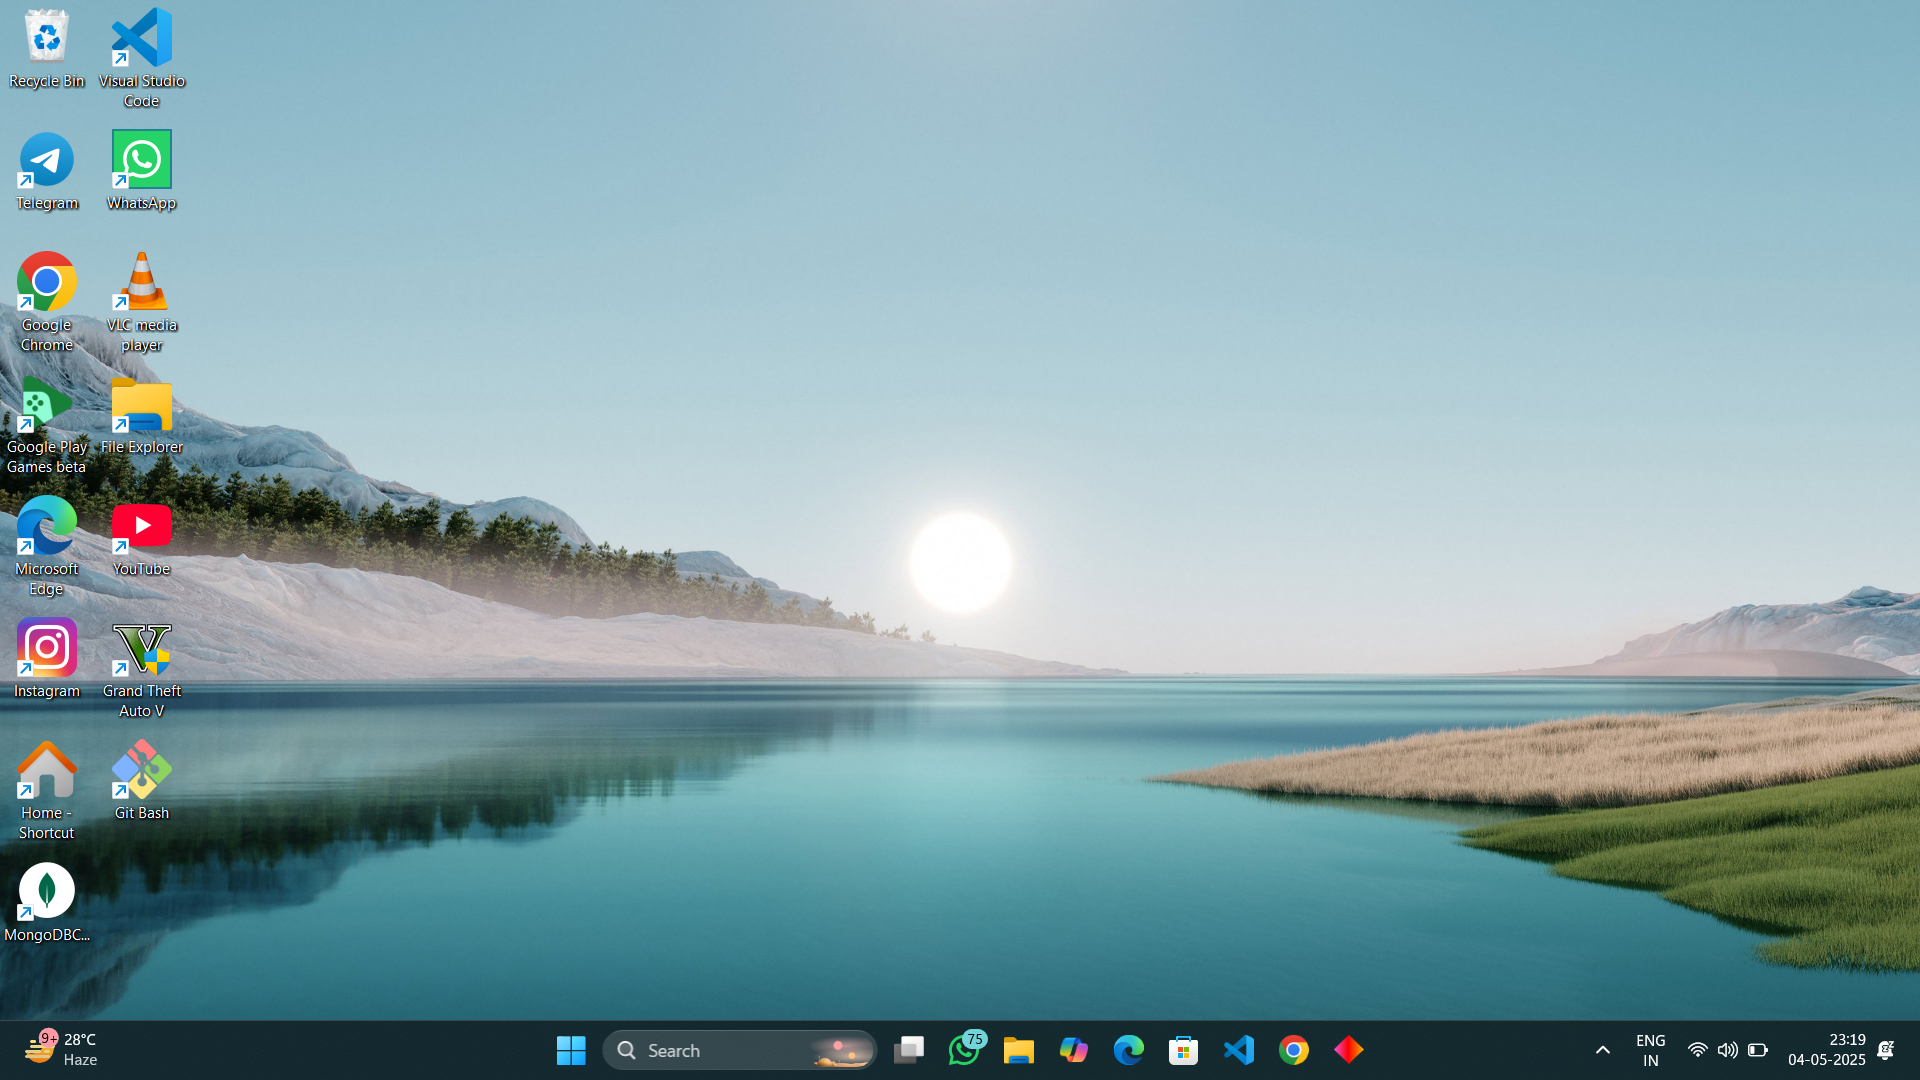 Recycle Bin
Visual Studio
Code
Telegram
WhatsApp
Google
Chrome
VLC media
player
Google Play
Games beta
File Explorer
Microsoft
Edge
YouTube
Instagram
Grand Theft
Auto V
Home -
Shortcut
Git Bash
MongoDBC...
9+
28°C
Haze
Search
75
ENG
IN
23:19
04-05-2025